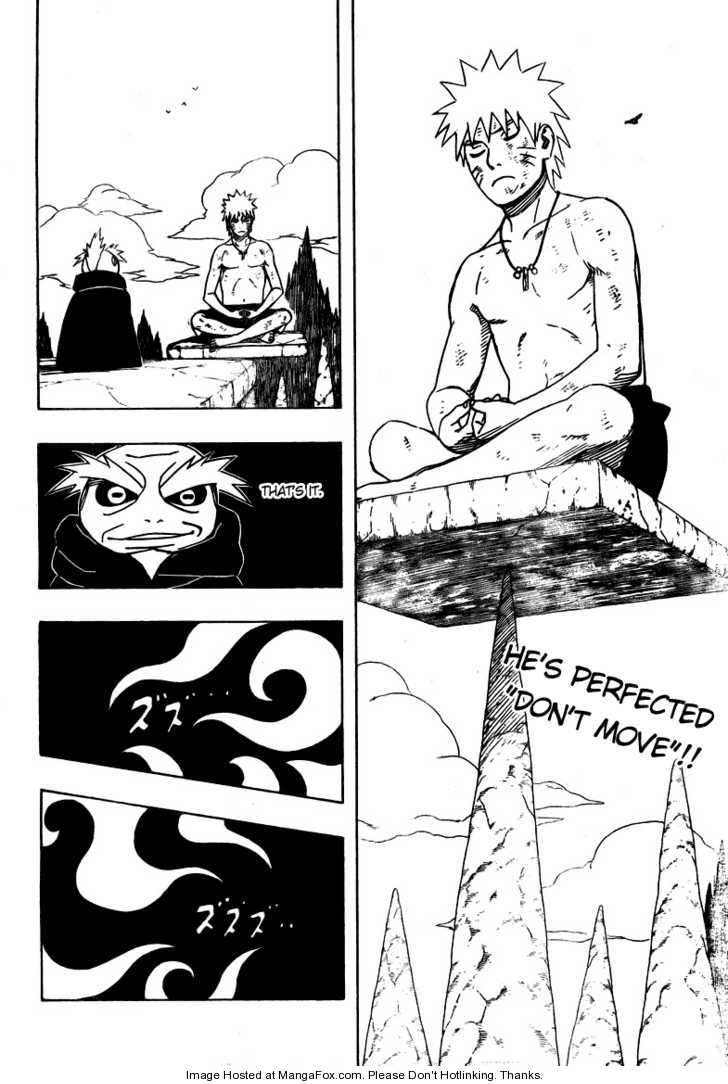 HE'S PERFECTED
"DON'T MOVE"!!
THAT'S IT.
ズズ...
ズズズ..
Image Hosted at MangaFox.com. Please Don't Hotlinking. Thanks.